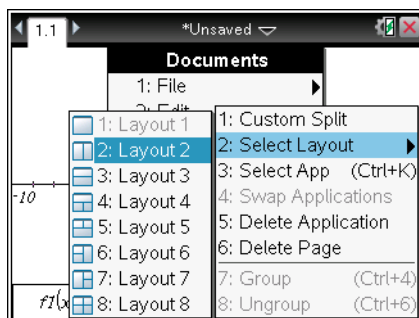 1.1
*Unsaved
Documents
1: File
2: Edit
1: Layout 1
2: Layout 2
3: Layout 3
4: Layout 4
5: Layout 5
6: Layout 6
7: Layout 7
8: Layout 8
1: Custom Split
2: Select Layout
3: Select App (Ctrl+K)
4: Swap Applications
5: Delete Application
6: Delete Page
7: Group (Ctrl+4)
8: Ungroup (Ctrl+6)
-10
f1(x